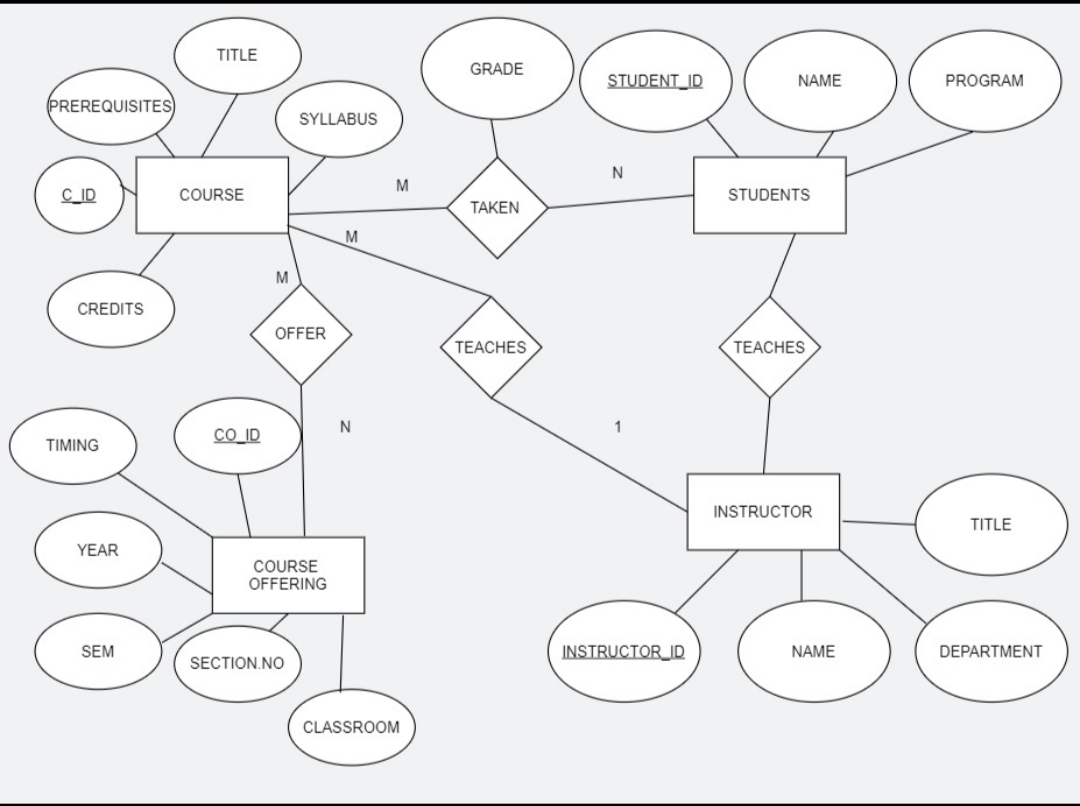 TITLE
GRADE
STUDENT_ID
NAME
PROGRAM
PREREQUISITES
SYLLABUS
C_ID
COURSE
M
TAKEN
N
STUDENTS
M
M
CREDITS
OFFER
TEACHES
TEACHES
TIMING
CO_ID
N
1
YEAR
COURSE
OFFERING
INSTRUCTOR
TITLE
SEM
SECTION.NO
INSTRUCTOR_ID
NAME
DEPARTMENT
CLASSROOM